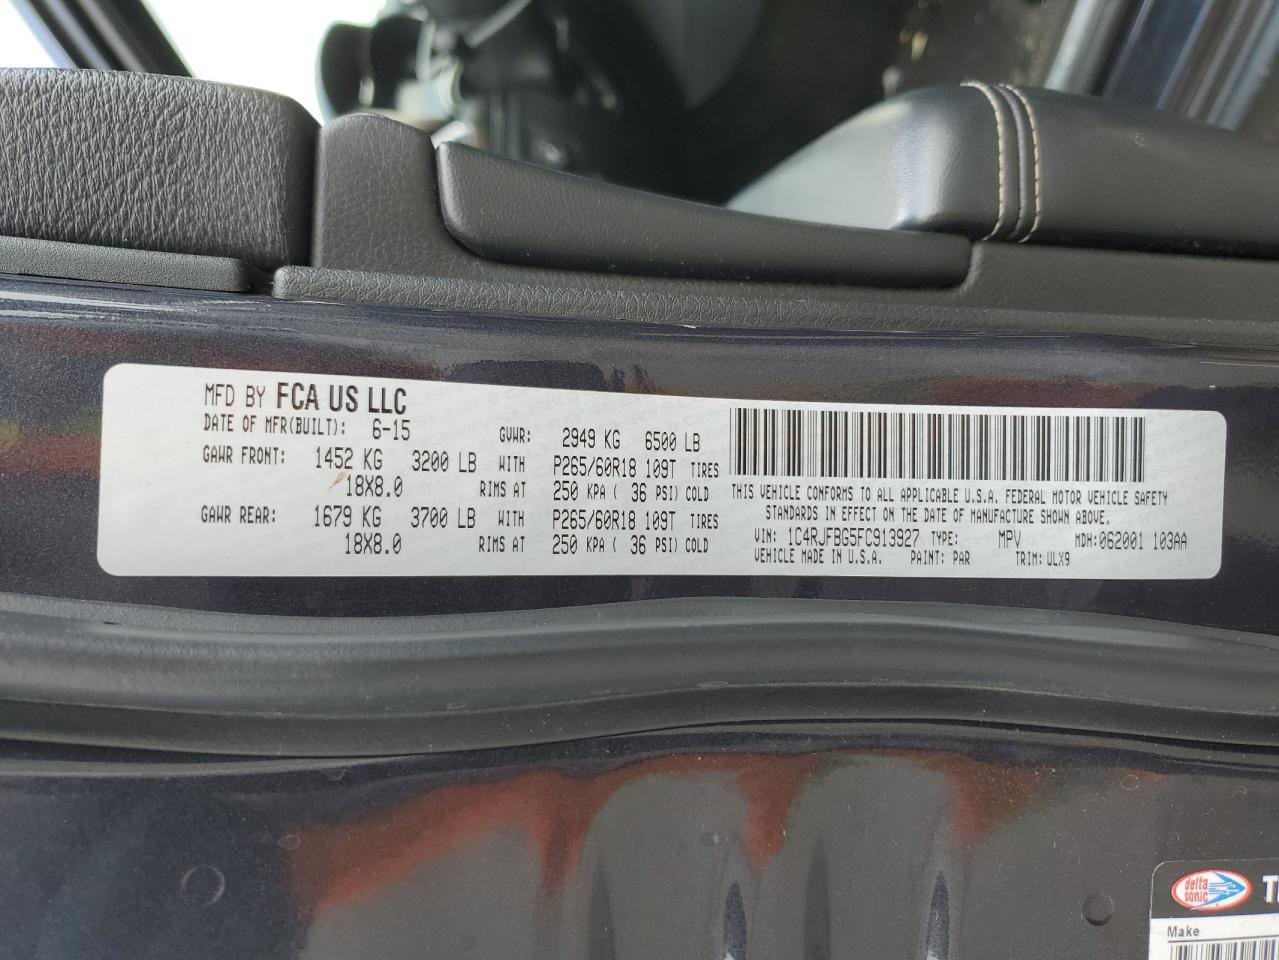 MFD BY FCA US LLC
DATE OF MFR(BUILT): 6-15 GVWR: 2949 KG 6500 LB
GAWR FRONT: 1452 KG 3200 LB WITH P265/60R18 109T TIRES
18X8.0 RIMS AT 250 KPA ( 36 PSI) COLD
GAWR REAR: 1679 KG 3700 LB WITH P265/60R18 109T TIRES
18X8.0 RIMS AT 250 KPA ( 36 PSI) COLD
THIS VEHICLE CONFORMS TO ALL APPLICABLE U.S.A. FEDERAL MOTOR VEHICLE SAFETY
STANDARDS IN EFFECT ON THE DATE OF MANUFACTURE SHOWN ABOVE.
VIN: 1C4RJFBG5FC913927 TYPE: MPV MDH:062001 103AA
VEHICLE MADE IN U.S.A. PAINT: PAR TRIM: ULX9
delta
sonic
Make